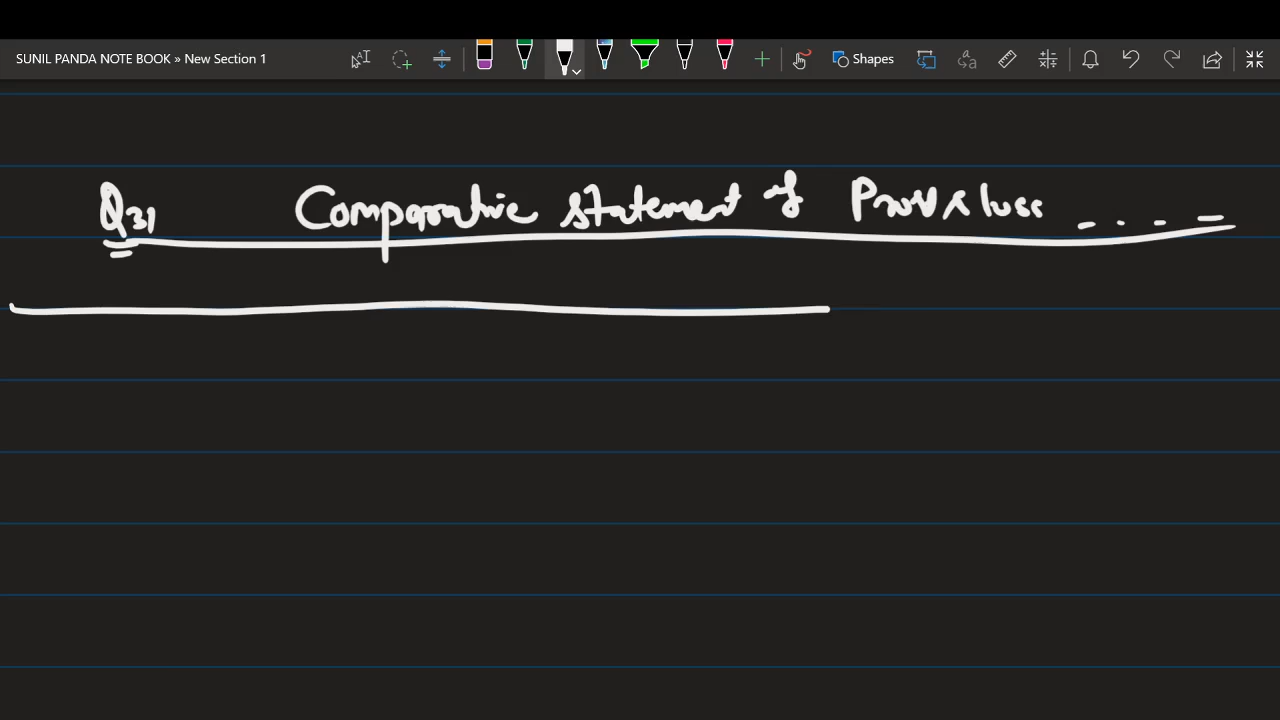 SUNIL PANDA NOTE BOOK » New Section 1
Shapes
Q31 Comparative statement of Profit & loss ....